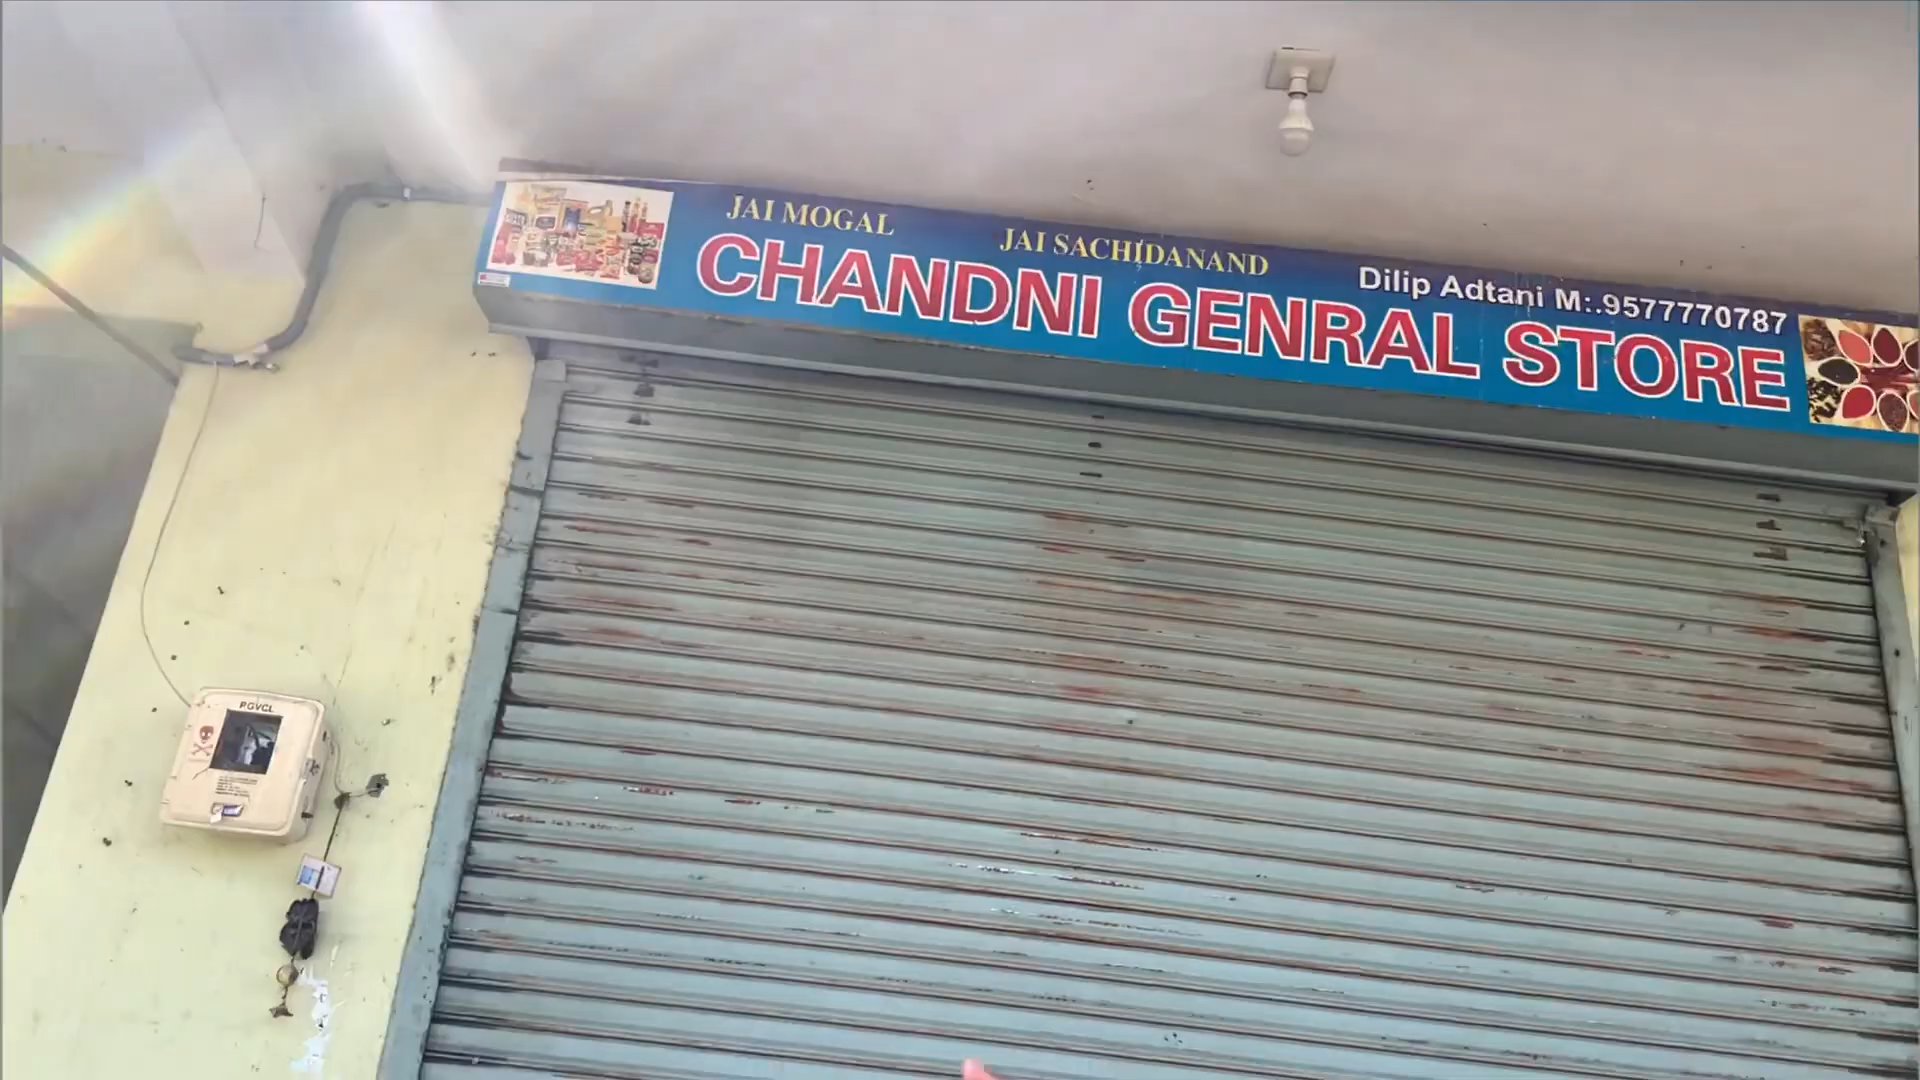 JAI MOGAL
JAI SACHIDANAND
Dilip Adtani M:.9577770787
CHANDNI GENRAL STORE
PGVCL